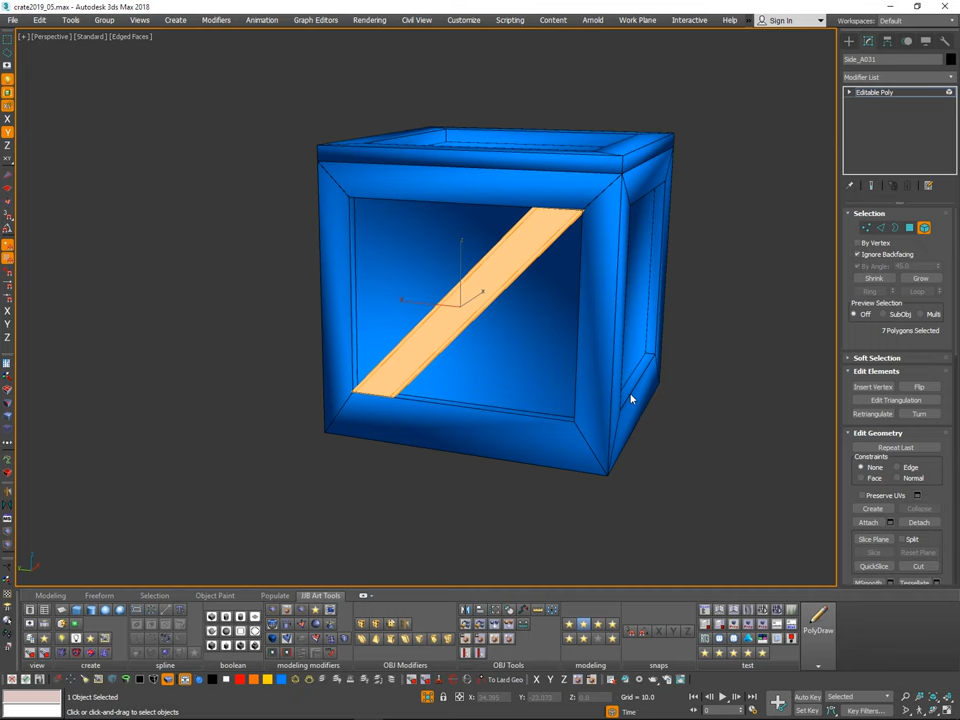 crate2019_05.max - Autodesk 3ds Max 2018
File Edit Tools Group Views Create Modifiers Animation Graph Editors Rendering Civil View Customize Scripting Content Arnold Work Plane Interactive Help Sign In Workspaces: Default
[+] [Perspective] [Standard] [Edged Faces]
Side_A031
Modifier List
Editable Poly
X
Y
Z
XY
X
Y
Z
Selection
By Vertex
Ignore Backfacing
By Angle: 45.0
Shrink Grow
Ring Loop
Preview Selection
Off SubObj Multi
7 Polygons Selected
Soft Selection
Edit Elements
Insert Vertex Flip
Edit Triangulation
Retriangulate Turn
Edit Geometry
Repeat Last
Constraints
None Edge
Face Normal
Preserve UVs
Create Collapse
Attach Detach
Slice Plane Split
Slice Reset Plane
QuickSlice Cut
MSmooth Tessellate
Modeling Freeform Selection Object Paint Populate JJB Art Tools
PolyDraw
view create spline boolean modeling modifiers OBJ Modifiers OBJ Tools modeling snaps test
To Lard Geo X Y Z
1 Object Selected
Click or click-and-drag to select objects
Grid = 10.0
Time
0
Auto Key Selected
Set Key Key Filters...